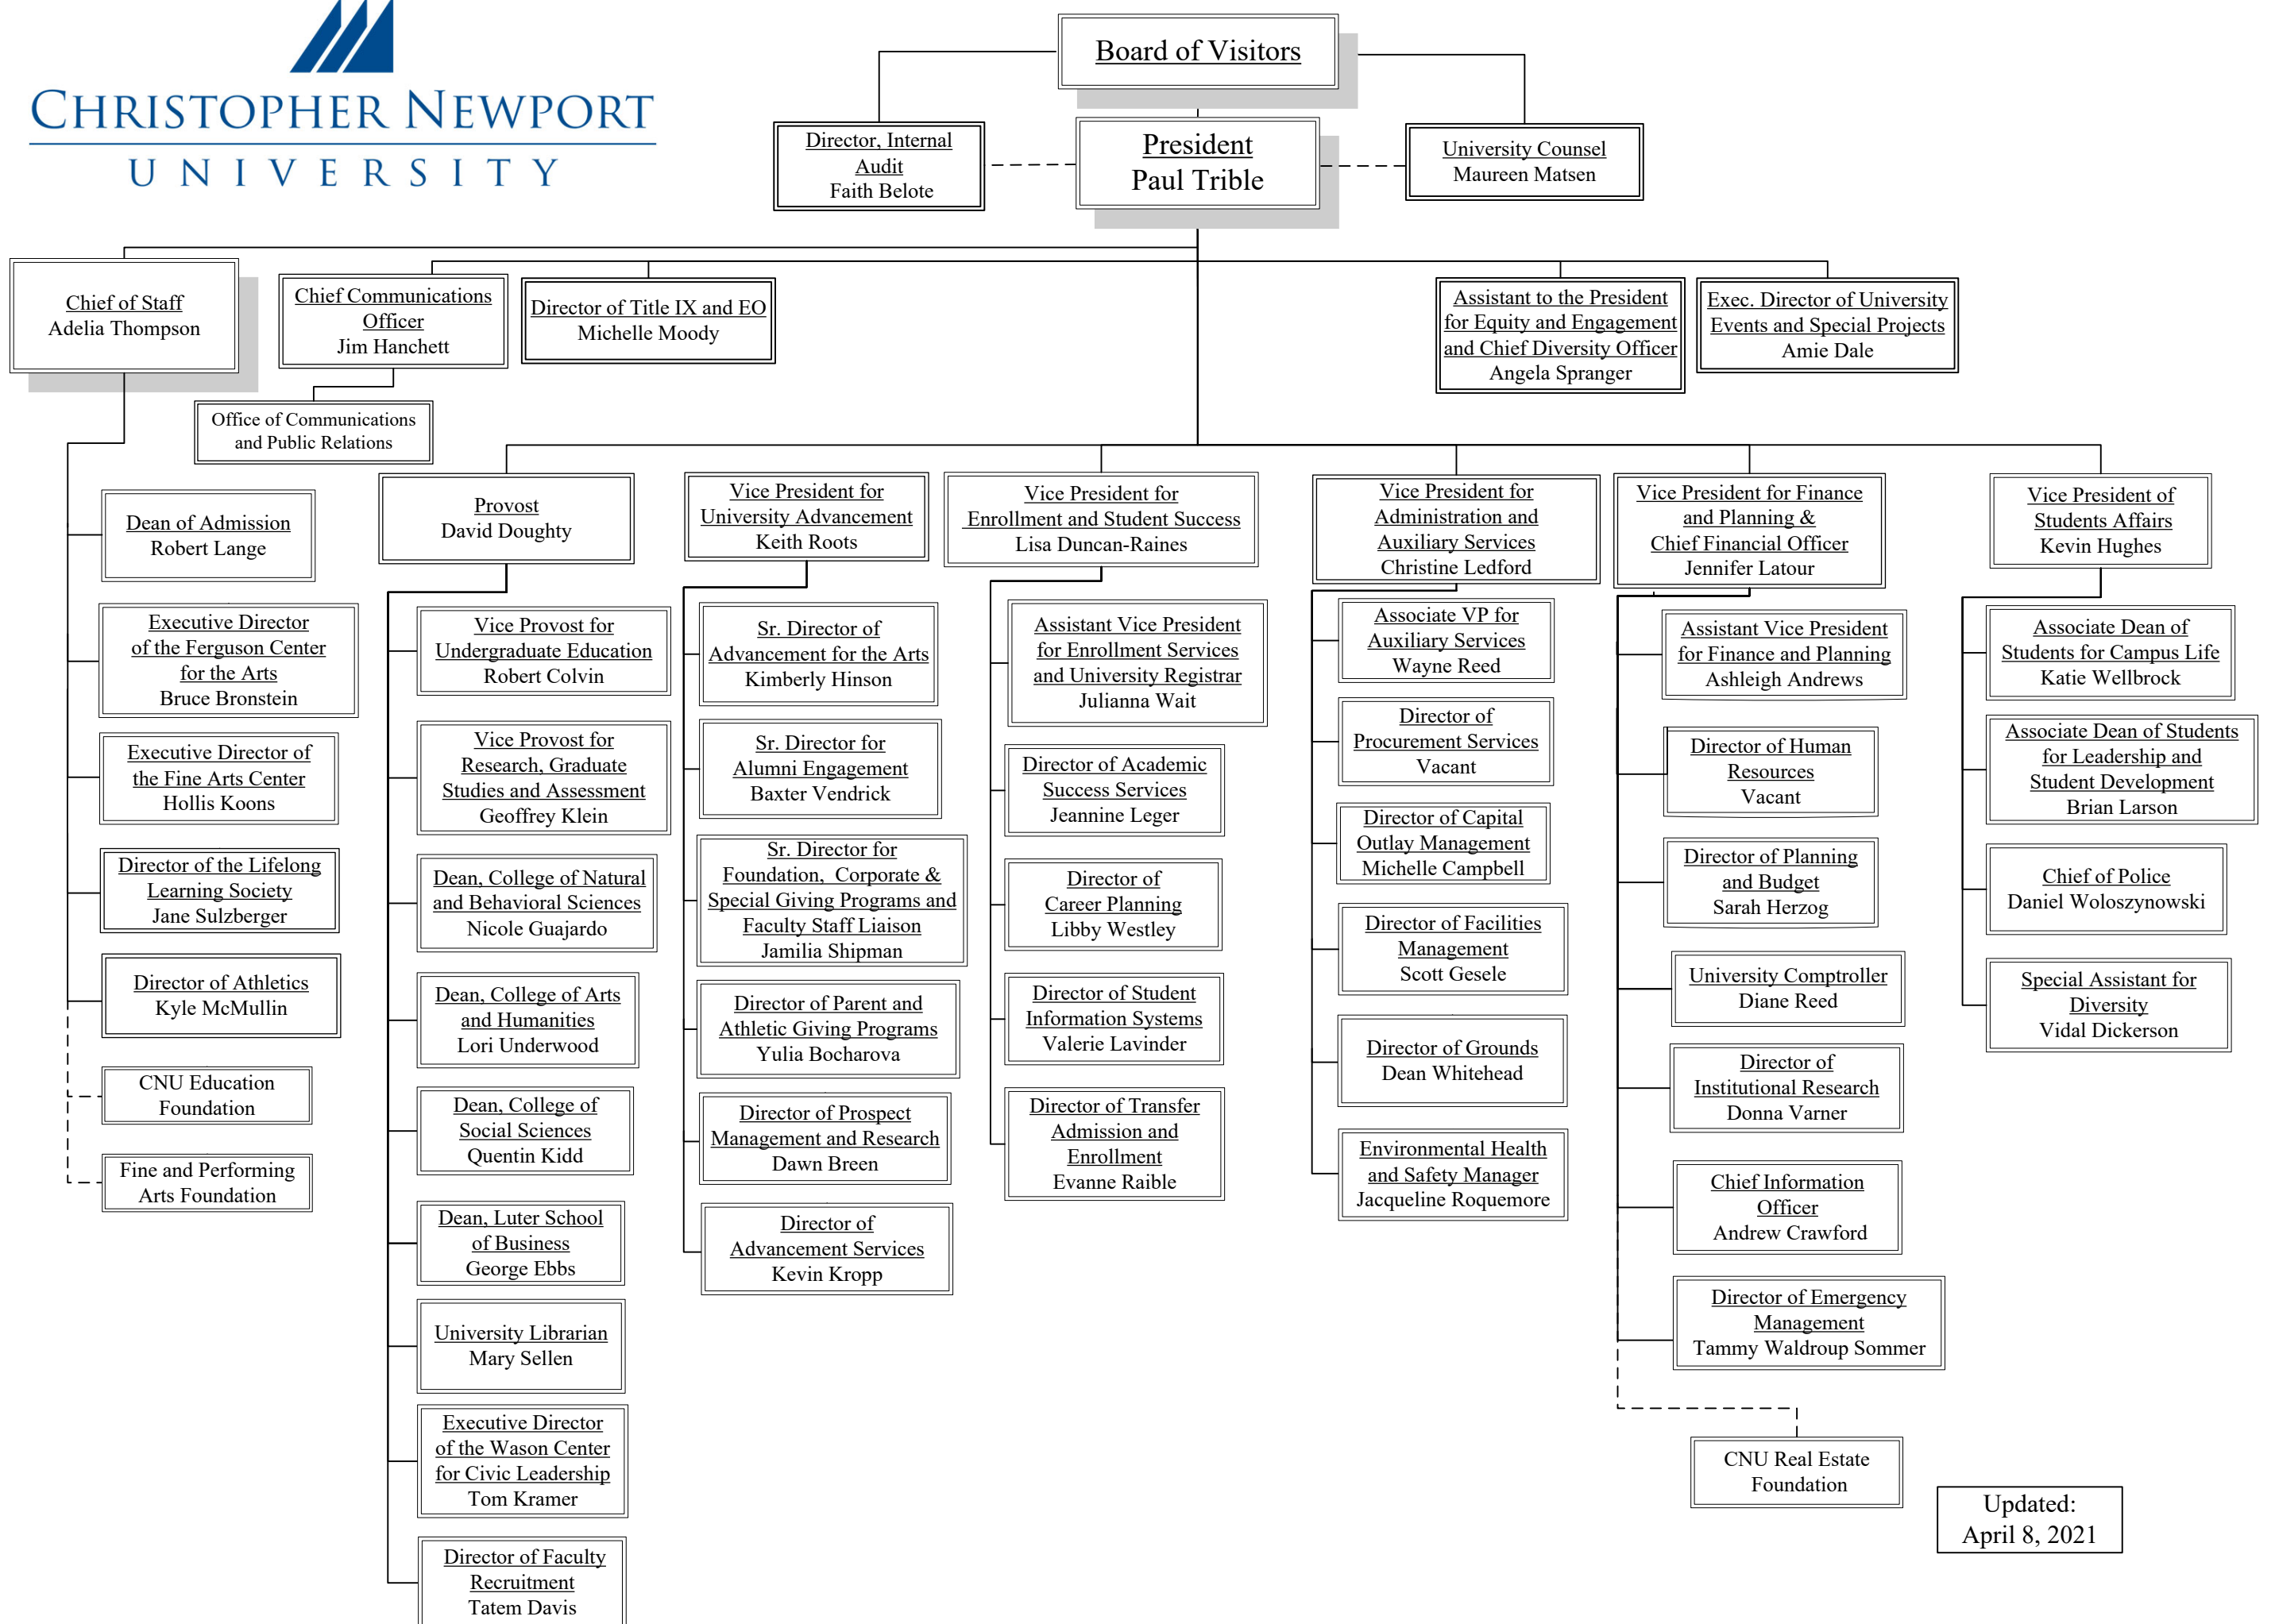 CHRISTOPHER NEWPORT
UNIVERSITY
Board of Visitors
Director, Internal
Audit
Faith Belote
President
Paul Trible
University Counsel
Maureen Matsen
Chief of Staff
Adelia Thompson
Chief Communications
Officer
Jim Hanchett
Director of Title IX and EO
Michelle Moody
Assistant to the President
for Equity and Engagement
and Chief Diversity Officer
Angela Spranger
Exec. Director of University
Events and Special Projects
Amie Dale
Office of Communications
and Public Relations
Dean of Admission
Robert Lange
Executive Director
of the Ferguson Center
for the Arts
Bruce Bronstein
Executive Director of
the Fine Arts Center
Hollis Koons
Director of the Lifelong
Learning Society
Jane Sulzberger
Director of Athletics
Kyle McMullin
CNU Education
Foundation
Fine and Performing
Arts Foundation
Provost
David Doughty
Vice Provost for
Undergraduate Education
Robert Colvin
Vice Provost for
Research, Graduate
Studies and Assessment
Geoffrey Klein
Dean, College of Natural
and Behavioral Sciences
Nicole Guajardo
Dean, College of Arts
and Humanities
Lori Underwood
Dean, College of
Social Sciences
Quentin Kidd
Dean, Luter School
of Business
George Ebbs
University Librarian
Mary Sellen
Executive Director
of the Wason Center
for Civic Leadership
Tom Kramer
Director of Faculty
Recruitment
Tatem Davis
Vice President for
University Advancement
Keith Roots
Sr. Director of
Advancement for the Arts
Kimberly Hinson
Sr. Director for
Alumni Engagement
Baxter Vendrick
Sr. Director for
Foundation, Corporate &
Special Giving Programs and
Faculty Staff Liaison
Jamilia Shipman
Director of Parent and
Athletic Giving Programs
Yulia Bocharova
Director of Prospect
Management and Research
Dawn Breen
Director of
Advancement Services
Kevin Kropp
Vice President for
Enrollment and Student Success
Lisa Duncan-Raines
Assistant Vice President
for Enrollment Services
and University Registrar
Julianna Wait
Director of Academic
Success Services
Jeannine Leger
Director of
Career Planning
Libby Westley
Director of Student
Information Systems
Valerie Lavinder
Director of Transfer
Admission and
Enrollment
Evanne Raible
Vice President for
Administration and
Auxiliary Services
Christine Ledford
Associate VP for
Auxiliary Services
Wayne Reed
Director of
Procurement Services
Vacant
Director of Capital
Outlay Management
Michelle Campbell
Director of Facilities
Management
Scott Gesele
Director of Grounds
Dean Whitehead
Environmental Health
and Safety Manager
Jacqueline Roquemore
Vice President for Finance
and Planning &
Chief Financial Officer
Jennifer Latour
Assistant Vice President
for Finance and Planning
Ashleigh Andrews
Director of Human
Resources
Vacant
Director of Planning
and Budget
Sarah Herzog
University Comptroller
Diane Reed
Director of
Institutional Research
Donna Varner
Chief Information
Officer
Andrew Crawford
Director of Emergency
Management
Tammy Waldroup Sommer
CNU Real Estate
Foundation
Vice President of
Students Affairs
Kevin Hughes
Associate Dean of
Students for Campus Life
Katie Wellbrock
Associate Dean of Students
for Leadership and
Student Development
Brian Larson
Chief of Police
Daniel Woloszynowski
Special Assistant for
Diversity
Vidal Dickerson
Updated:
April 8, 2021